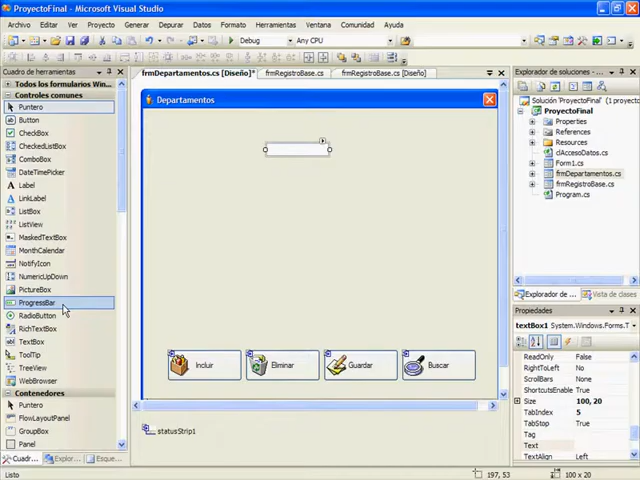 ProyectoFinal - Microsoft Visual Studio
Archivo Editar Ver Proyecto Generar Depurar Datos Formato Herramientas Ventana Comunidad Ayuda
Debug Any CPU
Cuadro de herramientas
Todos los formularios Win...
Controles comunes
Puntero
Button
CheckBox
CheckedListBox
ComboBox
DateTimePicker
Label
LinkLabel
ListBox
ListView
MaskedTextBox
MonthCalendar
NotifyIcon
NumericUpDown
PictureBox
ProgressBar
RadioButton
RichTextBox
TextBox
ToolTip
TreeView
WebBrowser
Contenedores
Puntero
FlowLayoutPanel
GroupBox
Panel
Cuadr... Explor... Esque...
frmDepartamentos.cs [Diseño]* frmRegistroBase.cs frmRegistroBase.cs [Diseño]
Departamentos
Incluir Eliminar Guardar Buscar
statusStrip1
Explorador de soluciones - ...
Solución 'ProyectoFinal' (1 proyec
ProyectoFinal
Properties
References
Resources
clAccesoDatos.cs
Form1.cs
frmDepartamentos.cs
frmRegistroBase.cs
Program.cs
Explorador de ... Vista de clases
Propiedades
textBox1 System.Windows.Forms.T
ReadOnly False
RightToLeft No
ScrollBars None
ShortcutsEnable True
Size 100, 20
TabIndex 5
TabStop True
Tag
Text
TextAlign Left
Listo 197, 53 100 x 20